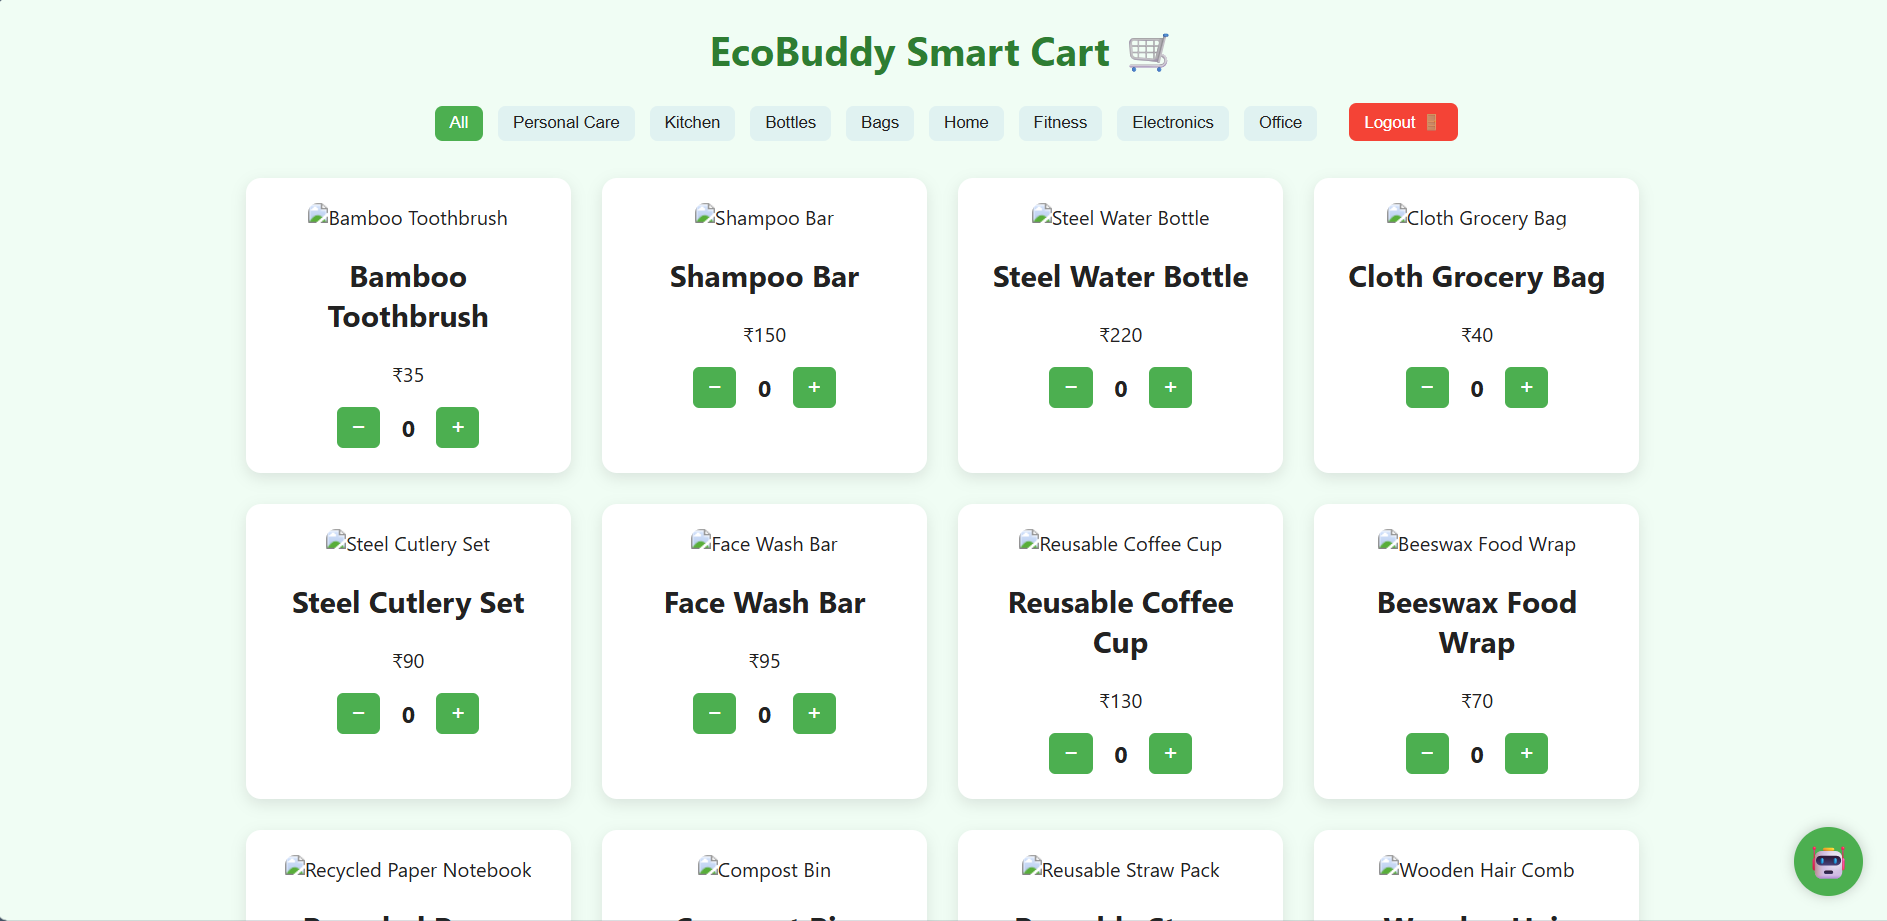 EcoBuddy Smart Cart
All Personal Care Kitchen Bottles Bags Home Fitness Electronics Office Logout
Bamboo Toothbrush Shampoo Bar Steel Water Bottle Cloth Grocery Bag
Bamboo
Toothbrush
₹35
− 0 +
Shampoo Bar
₹150
− 0 +
Steel Water Bottle
₹220
− 0 +
Cloth Grocery Bag
₹40
− 0 +
Steel Cutlery Set Face Wash Bar Reusable Coffee Cup Beeswax Food Wrap
Steel Cutlery Set
₹90
− 0 +
Face Wash Bar
₹95
− 0 +
Reusable Coffee
Cup
₹130
− 0 +
Beeswax Food
Wrap
₹70
− 0 +
Recycled Paper Notebook Compost Bin Reusable Straw Pack Wooden Hair Comb